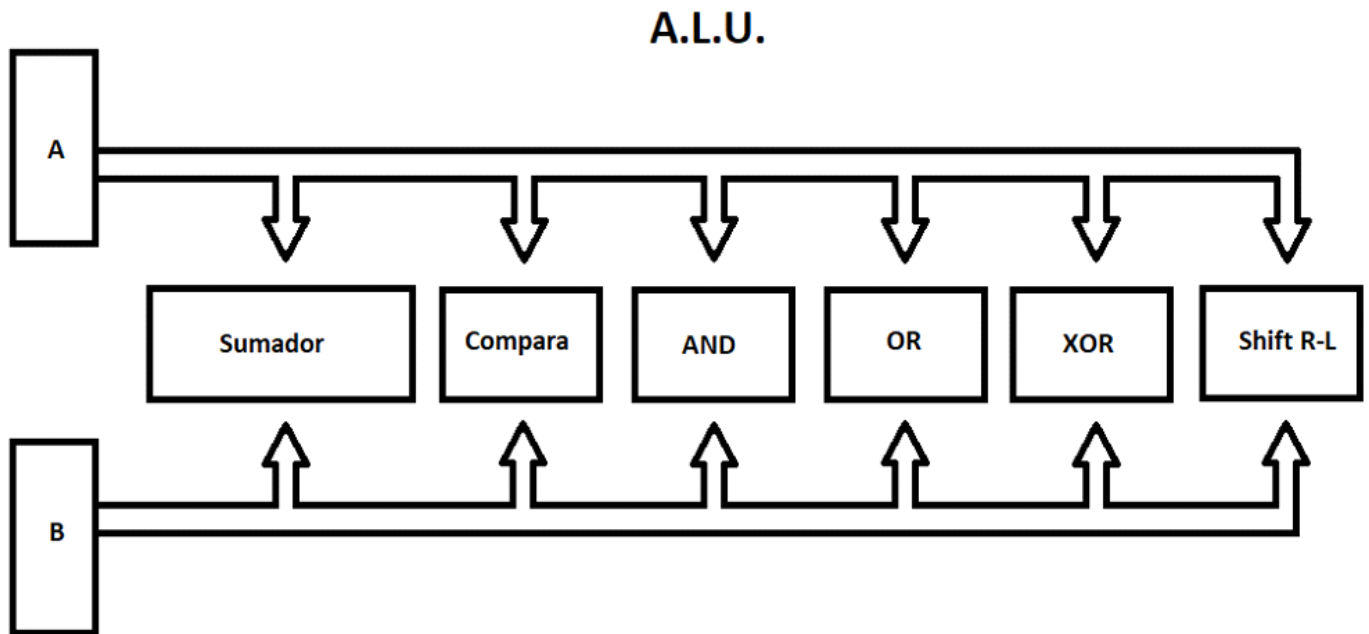 A.L.U.
A
Sumador
Compara
AND
OR
XOR
Shift R-L
B